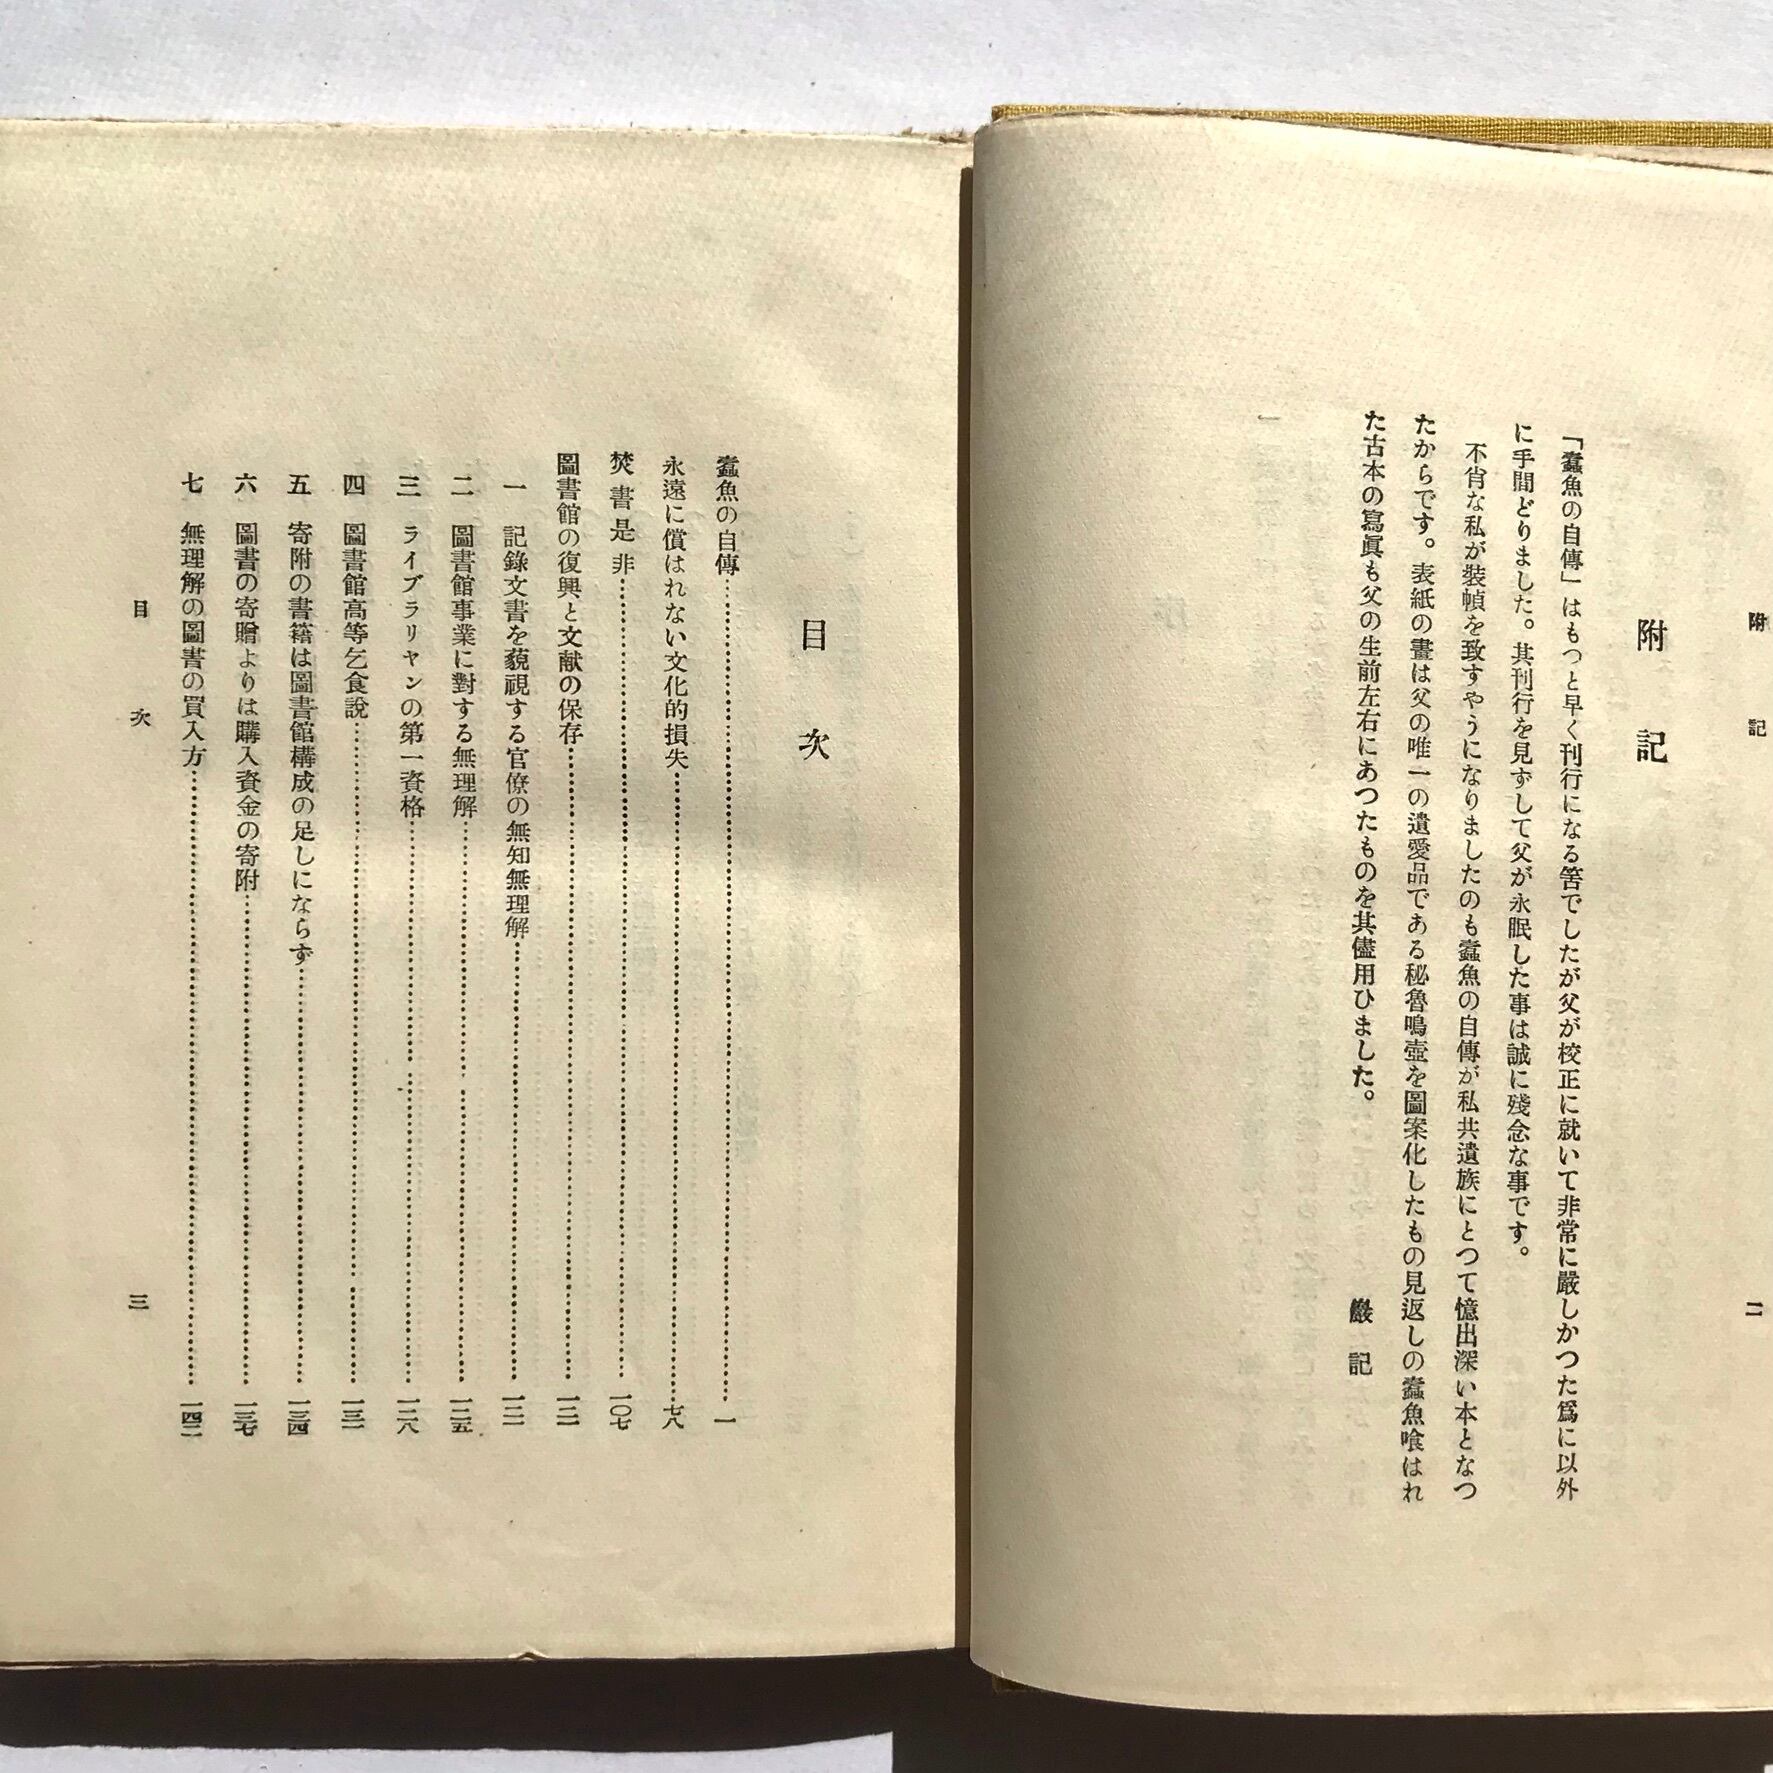 附記
二
附記
「蠹魚の自傳」はもつと早く刊行になる筈でしたが父が校正に就いて非常に嚴しかつた爲に以外
に手間どりました。其刊行を見ずして父が永眠した事は誠に殘念な事です。
不肖な私が裝幀を致すやうになりましたのも蠹魚の自傳が私共遺族にとつて憶出深い本となつ
たからです。表紙の畫は父の唯一の遺愛品である秘魯鳴壺を圖案化したもの見返しの蠹魚喰はれ
た古本の寫眞も父の生前左右にあつたものを其儘用ひました。
巖記
目次
蠹魚の自傳…………一
永遠に償はれない文化的損失…………七八
焚書是非…………一〇七
圖書館の復興と文献の保存…………一二一
一 記錄文書を藐視する官僚の無知無理解…………一二一
二 圖書館事業に對する無理解…………一二五
三 ライブラリヤンの第一資格…………一二八
四 圖書館高等乞食說…………一三一
五 寄附の書籍は圖書館構成の足しにならず…………一三四
六 圖書の寄贈よりは購入資金の寄附…………一三七
七 無理解の圖書の買入方…………一四二
目次
三